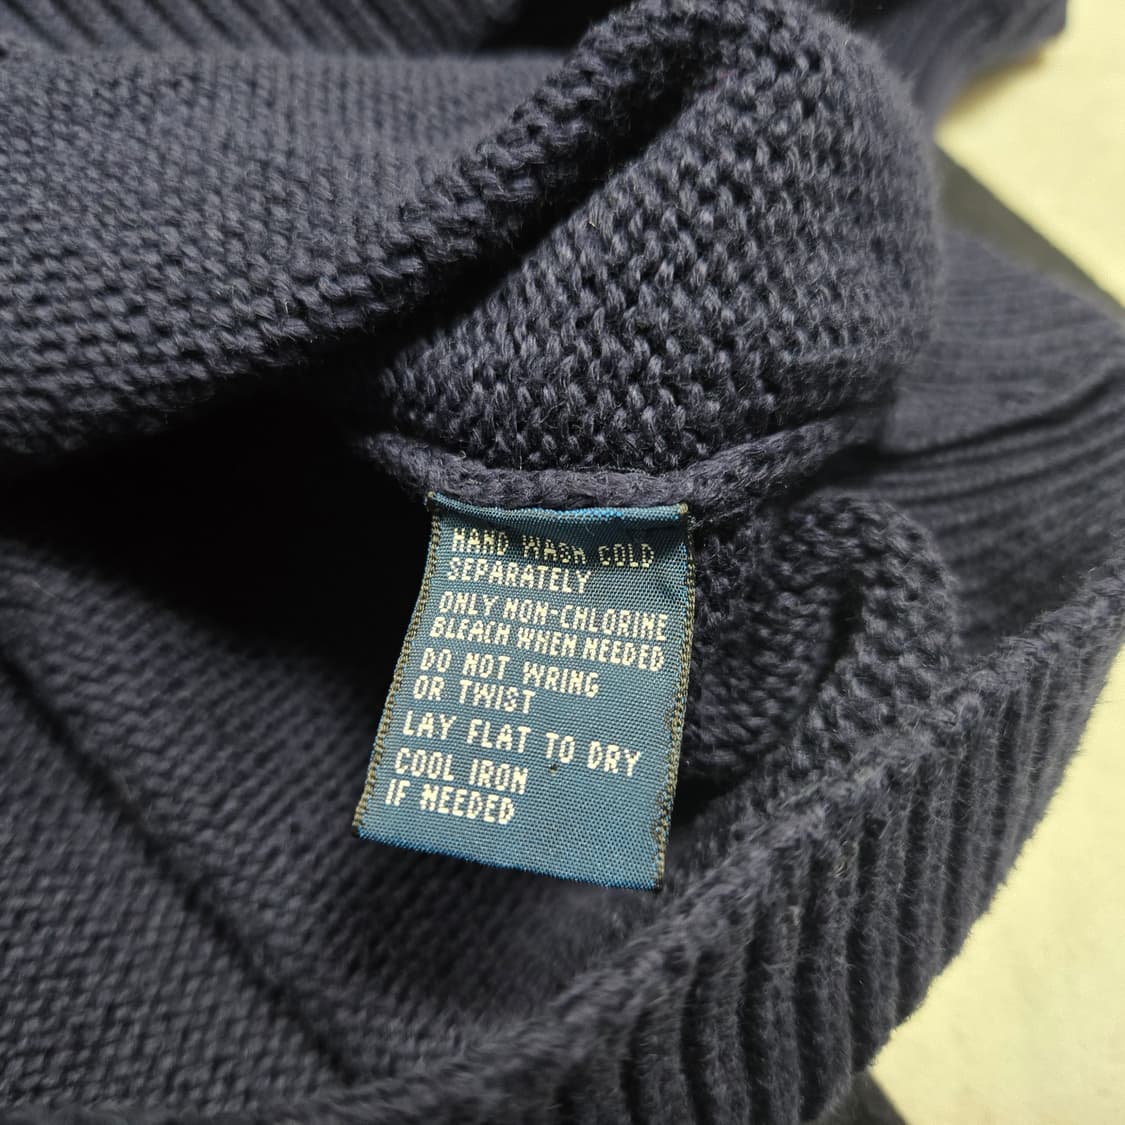 HAND WASH COLD
SEPARATELY
ONLY NON-CHLORINE
BLEACH WHEN NEEDED
DO NOT WRING
OR TWIST
LAY FLAT TO DRY
COOL IRON
IF NEEDED